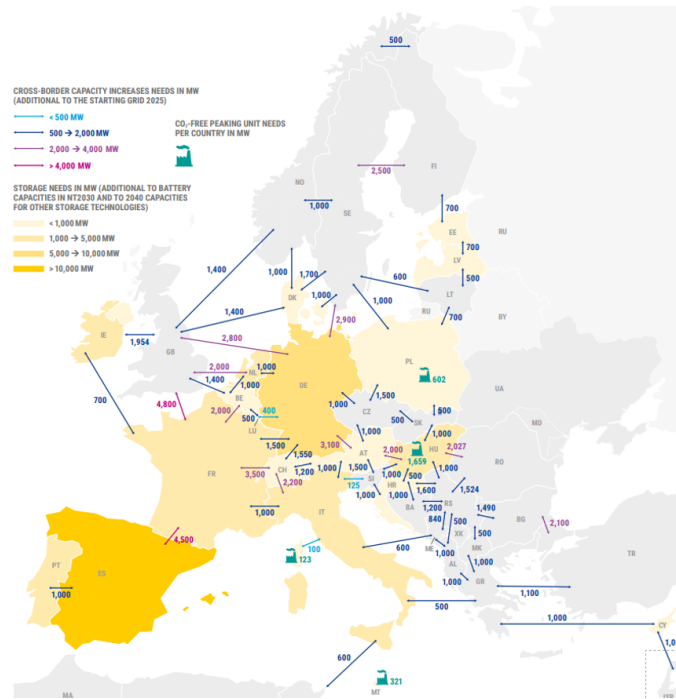 500
CROSS-BORDER CAPACITY INCREASES NEEDS IN MW
(ADDITIONAL TO THE STARTING GRID 2025)
< 500 MW
500 → 2,000 MW
2,000 → 4,000 MW
> 4,000 MW
CO₂-FREE PEAKING UNIT NEEDS
PER COUNTRY IN MW
STORAGE NEEDS IN MW (ADDITIONAL TO BATTERY
CAPACITIES IN NT2030 AND TO 2040 CAPACITIES
FOR OTHER STORAGE TECHNOLOGIES)
< 1,000 MW
1,000 → 5,000 MW
5,000 → 10,000 MW
> 10,000 MW
2,500
FI
NO
SE
1,000
700
EE
RU
700
LV
1,400
1,000
1,700
600
500
DK
1,000
LT
1,400
1,000
RU
700
BY
2,900
IE
1,954
GB
2,800
PL
2,000
NL
1,000
602
1,400
1,000
DE
UA
BE
1,500
700
4,800
2,000
500
400
1,000
CZ
500
500
LU
SK
MD
1,000
1,000
1,500
3,100
HU
2,027
1,550
AT
2,000
1,659
RO
FR
3,500
CH
1,200
1,000
1,500
1,000
500
1,000
2,200
125
SI
HR
1,600
1,524
1,000
1,000
BA
1,200
RS
1,490
1,000
IT
840
500
BG
2,100
4,500
XK
500
100
600
ME
1,000
MK
123
AL
1,000
TR
PT
ES
1,000
GR
1,000
1,100
500
1,000
CY
600
1,0
321
MT
MA